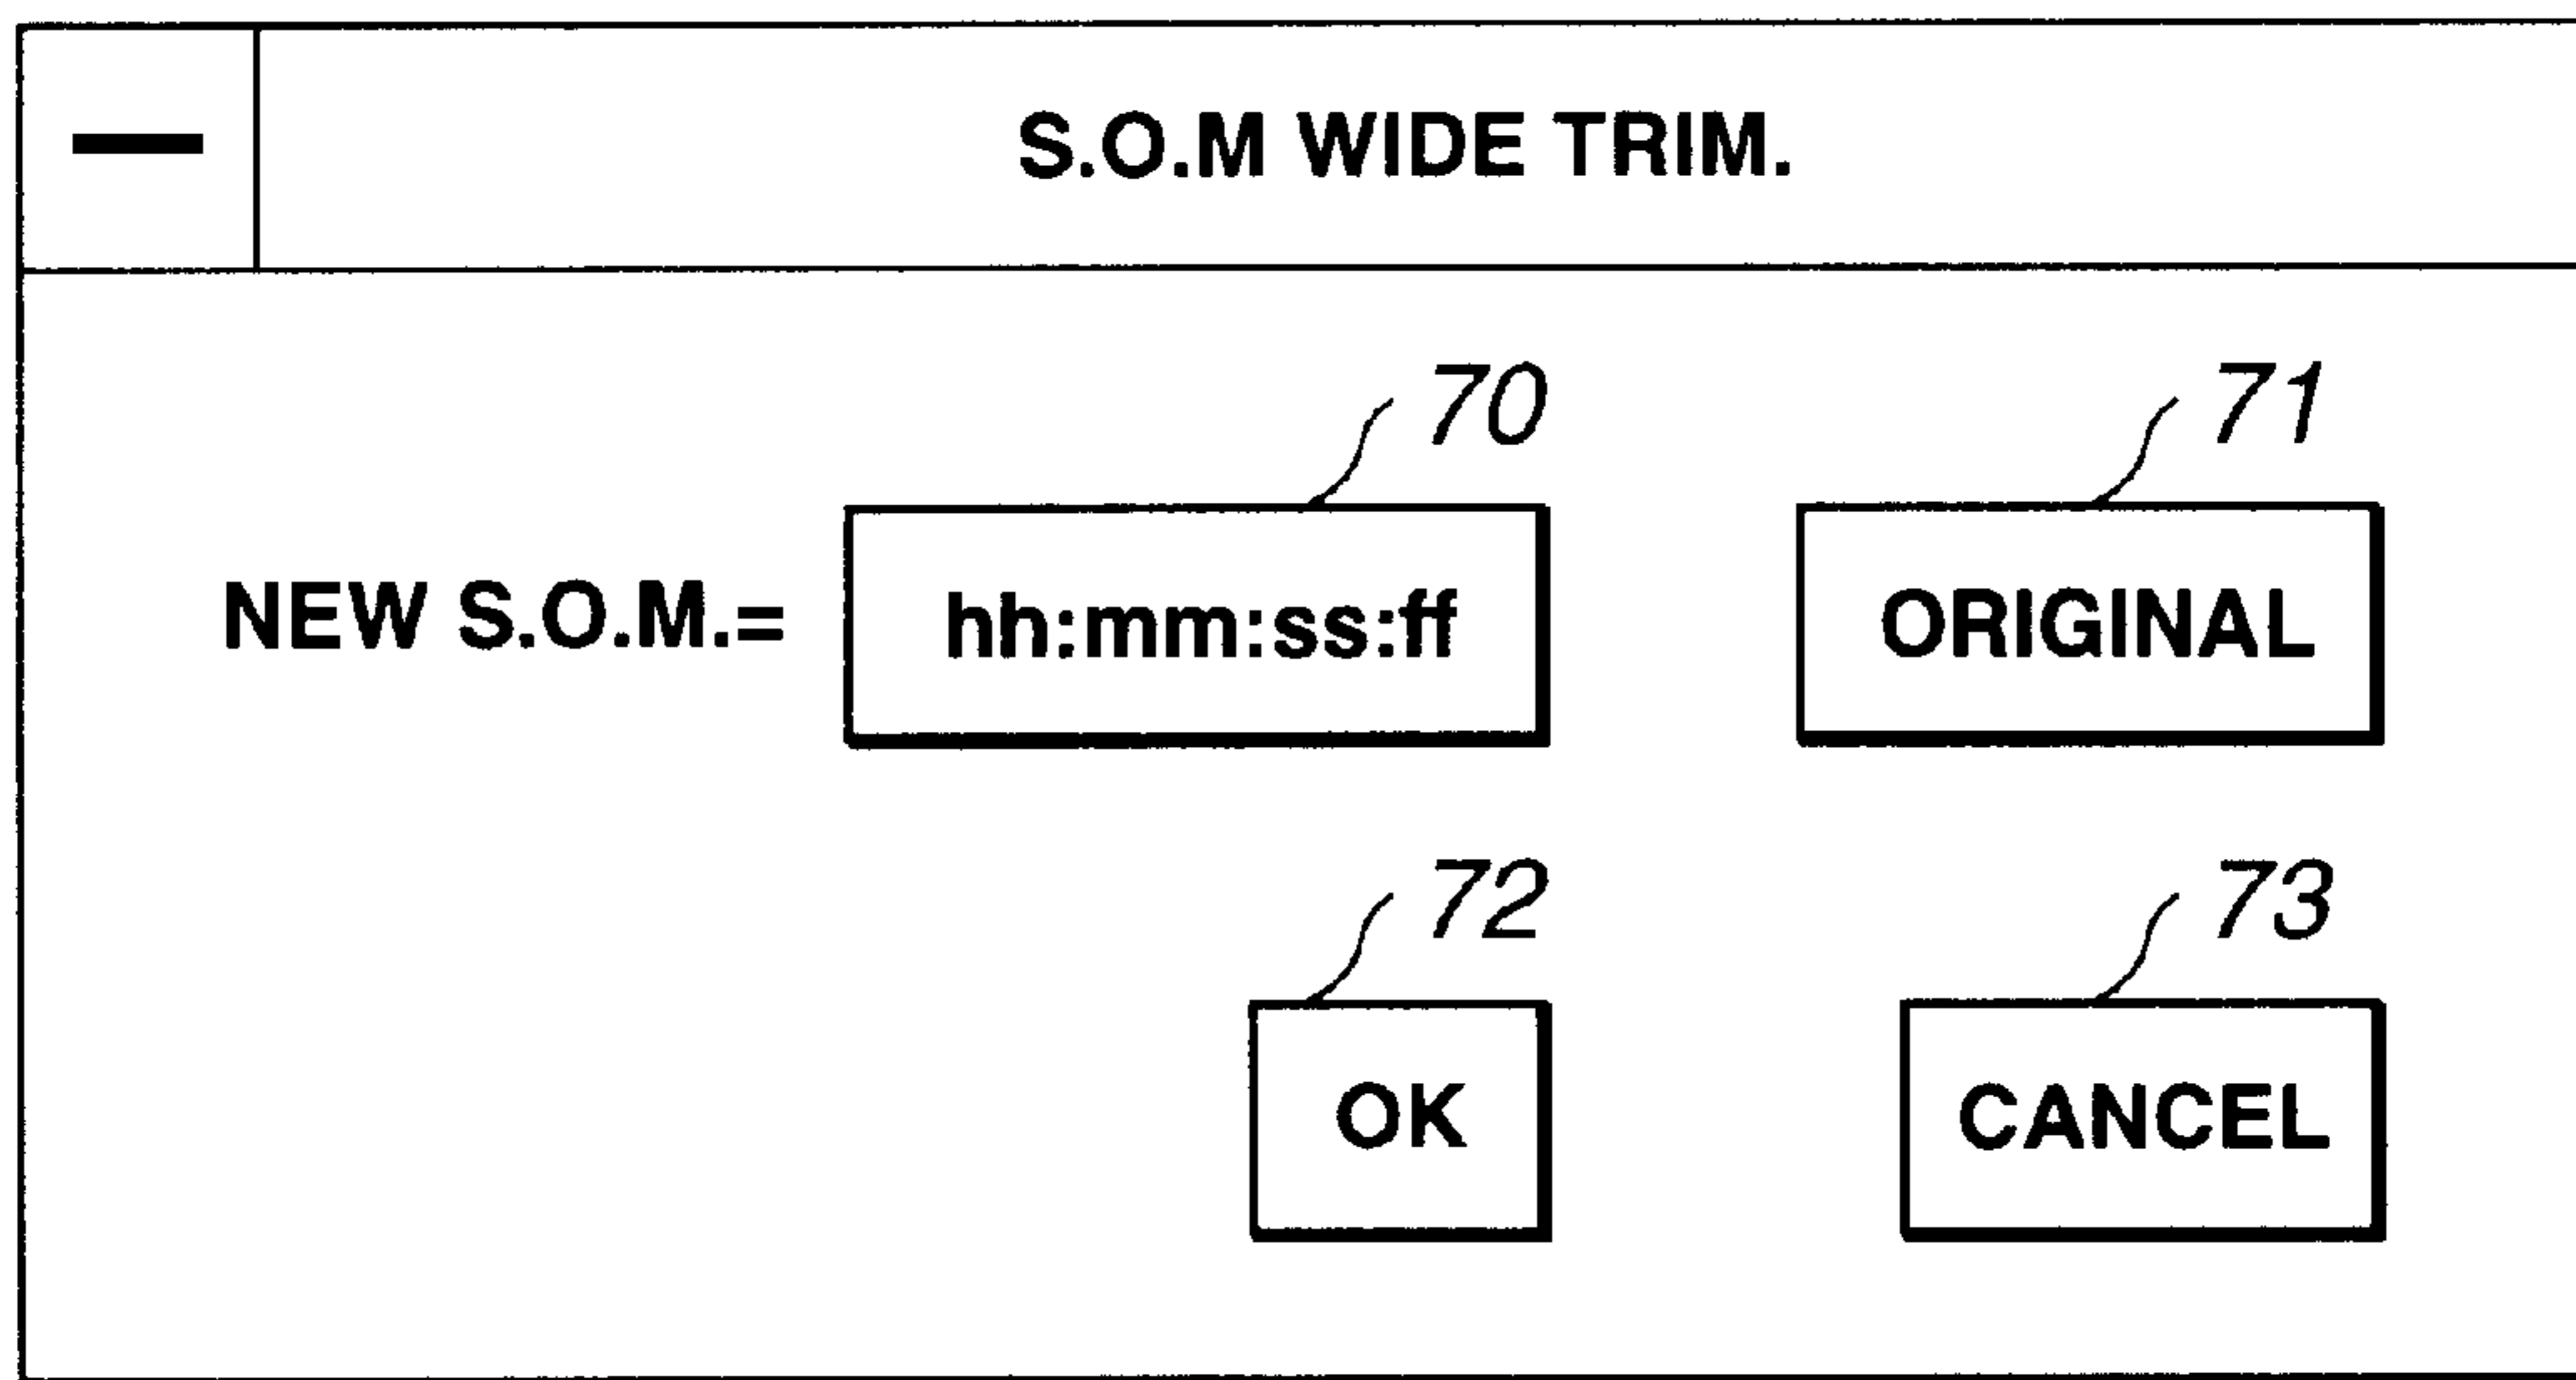 S.O.M WIDE TRIM.
70 71
NEW S.O.M.= hh:mm:ss:ff ORIGINAL
72 73
OK CANCEL